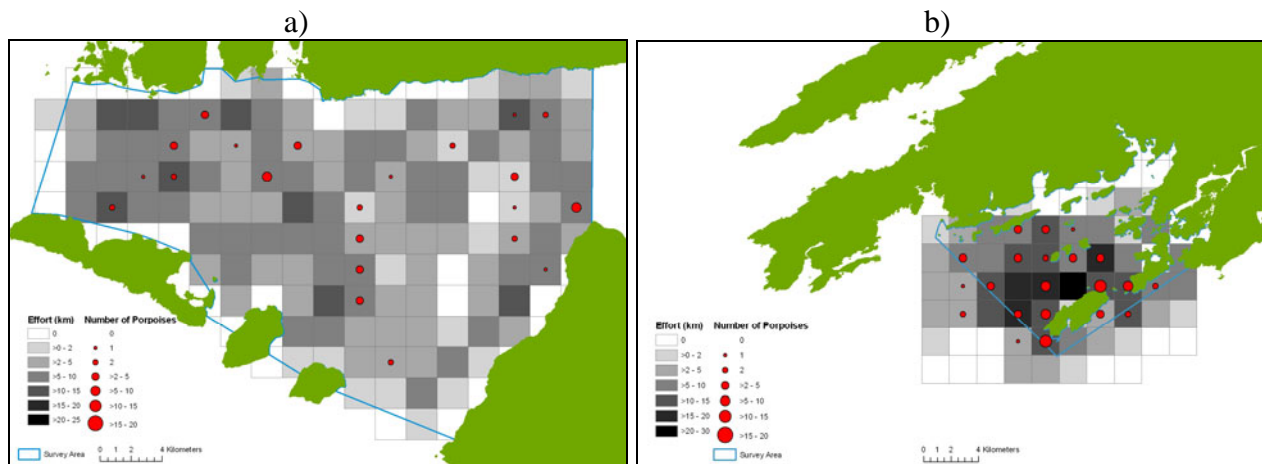 a)
b)
Effort (km) Number of Porpoises
0 0
>0 - 2 1
>2 - 5 2
>5 - 10 >2 - 5
>10 - 15 >5 - 10
>15 - 20 >10 - 15
>20 - 25 >15 - 20
Survey Area 0 1 2 4 Kilometers
Effort (km) Number of Porpoises
0 0
>0 - 2 1
>2 - 5 2
>5 - 10 >2 - 5
>10 - 15 >5 - 10
>15 - 20 >10 - 15
>20 - 30 >15 - 20
Survey Area 0 1 2 4 Kilometers